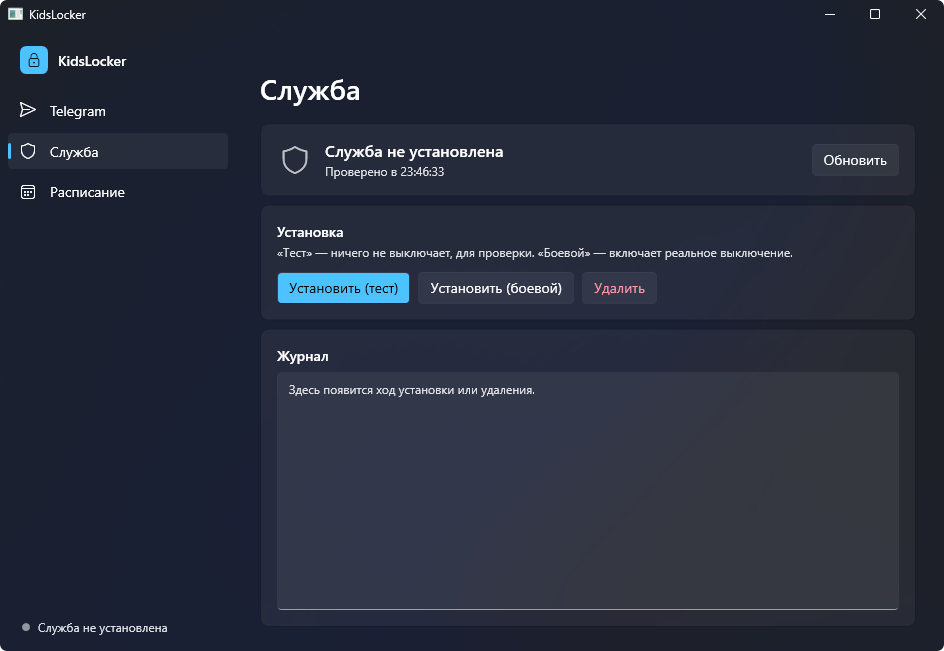 KidsLocker
KidsLocker
Telegram
Служба
Расписание
Служба
Служба не установлена
Проверено в 23:46:33
Обновить
Установка
«Тест» — ничего не выключает, для проверки. «Боевой» — включает реальное выключение.
Установить (тест)
Установить (боевой)
Удалить
Журнал
Здесь появится ход установки или удаления.
Служба не установлена